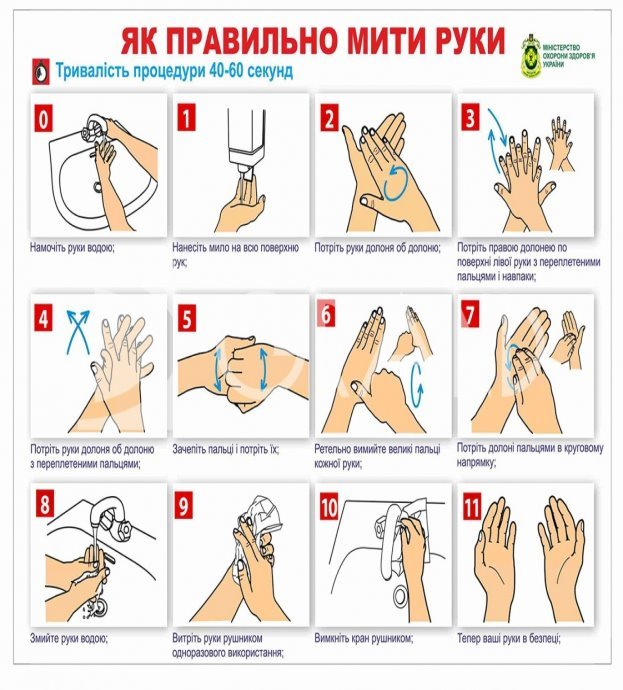 ЯК ПРАВИЛЬНО МИТИ РУКИ
МІНІСТЕРСТВО
ОХОРОНИ ЗДОРОВ'Я
УКРАЇНИ
Тривалість процедури 40-60 секунд
0
1
2
3
Намочіть руки водою;
Нанесіть мило на всю поверхню
рук;
Потріть руки долоня об долоню;
Потріть правою долонею по
поверхні лівої руки з переплетеними
пальцями і навпаки;
4
5
6
7
Потріть руки долоня об долоню
з переплетеними пальцями;
Зачепіть пальці і потріть їх;
Ретельно вимийте великі пальці
кожної руки;
Потріть долоні пальцями в круговому
напрямку;
8
9
10
11
Змийте руки водою;
Витріть руки рушником
одноразового використання;
Вимкніть кран рушником;
Тепер ваші руки в безпеці;